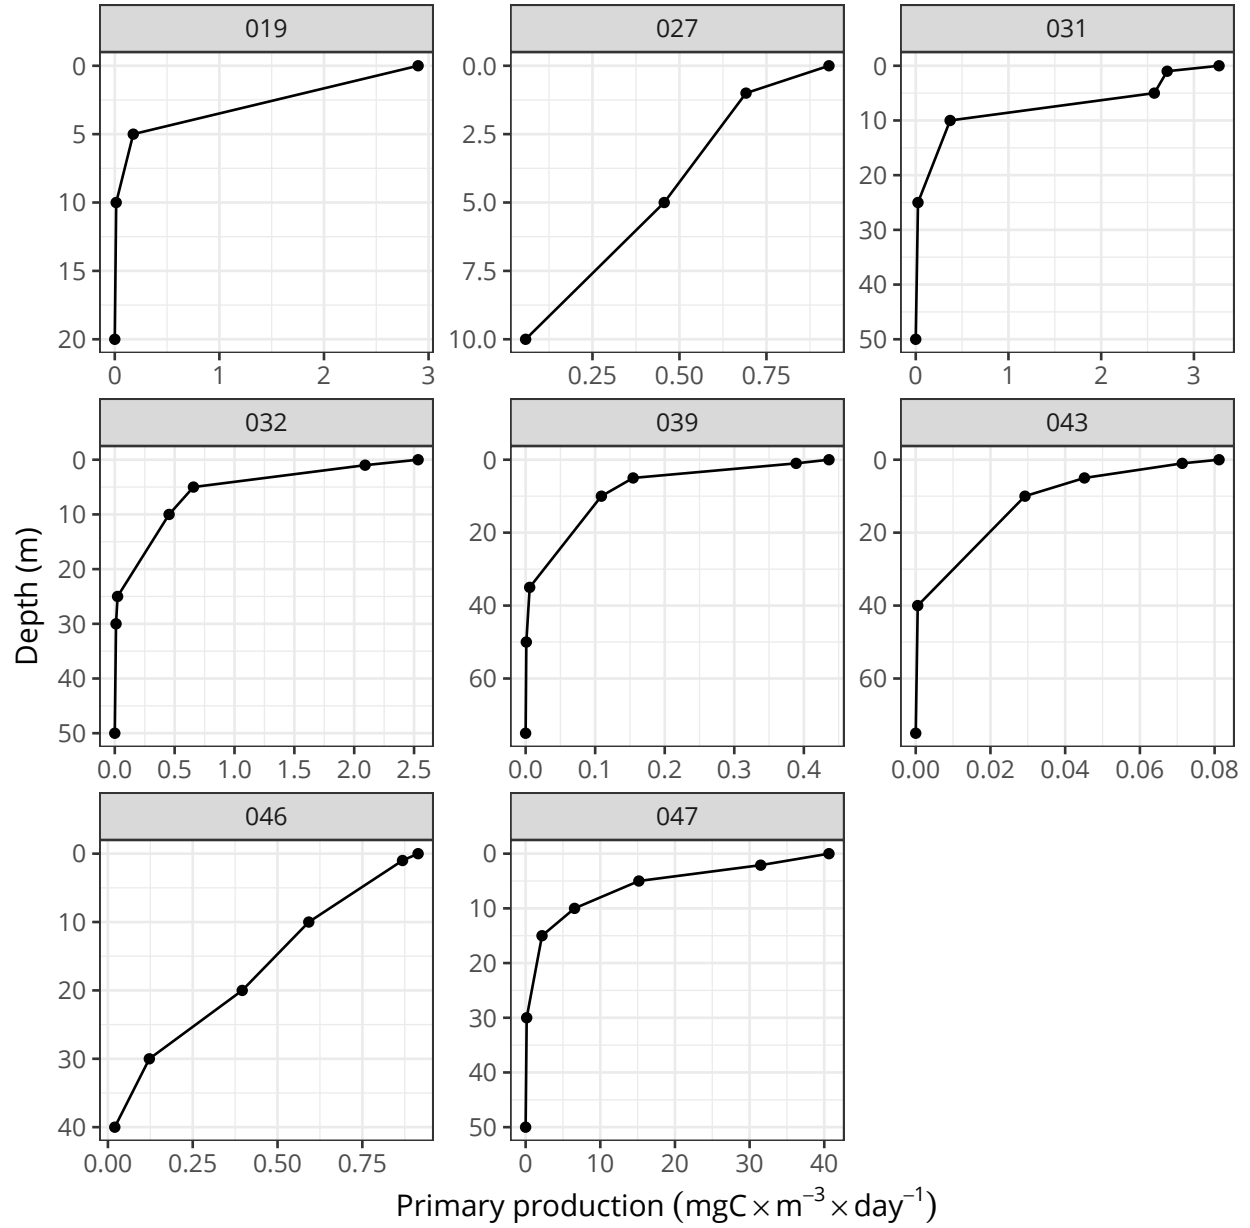 019 027 031
0 0.0 0
5 2.5 10
10 5.0 20
15 7.5 30
20 10.0 40
50
0 1 2 3 0.25 0.50 0.75 0 1 2 3
032 039 043
0 0 0
10 20 20
20 40 40
30 60 60
40
50
0.0 0.5 1.0 1.5 2.0 2.5 0.0 0.1 0.2 0.3 0.4 0.00 0.02 0.04 0.06 0.08
Depth (m)
046 047
0 0
10 10
20 20
30 30
40 40
50
0.00 0.25 0.50 0.75 0 10 20 30 40
Primary production (mgC×m⁻³×day⁻¹)